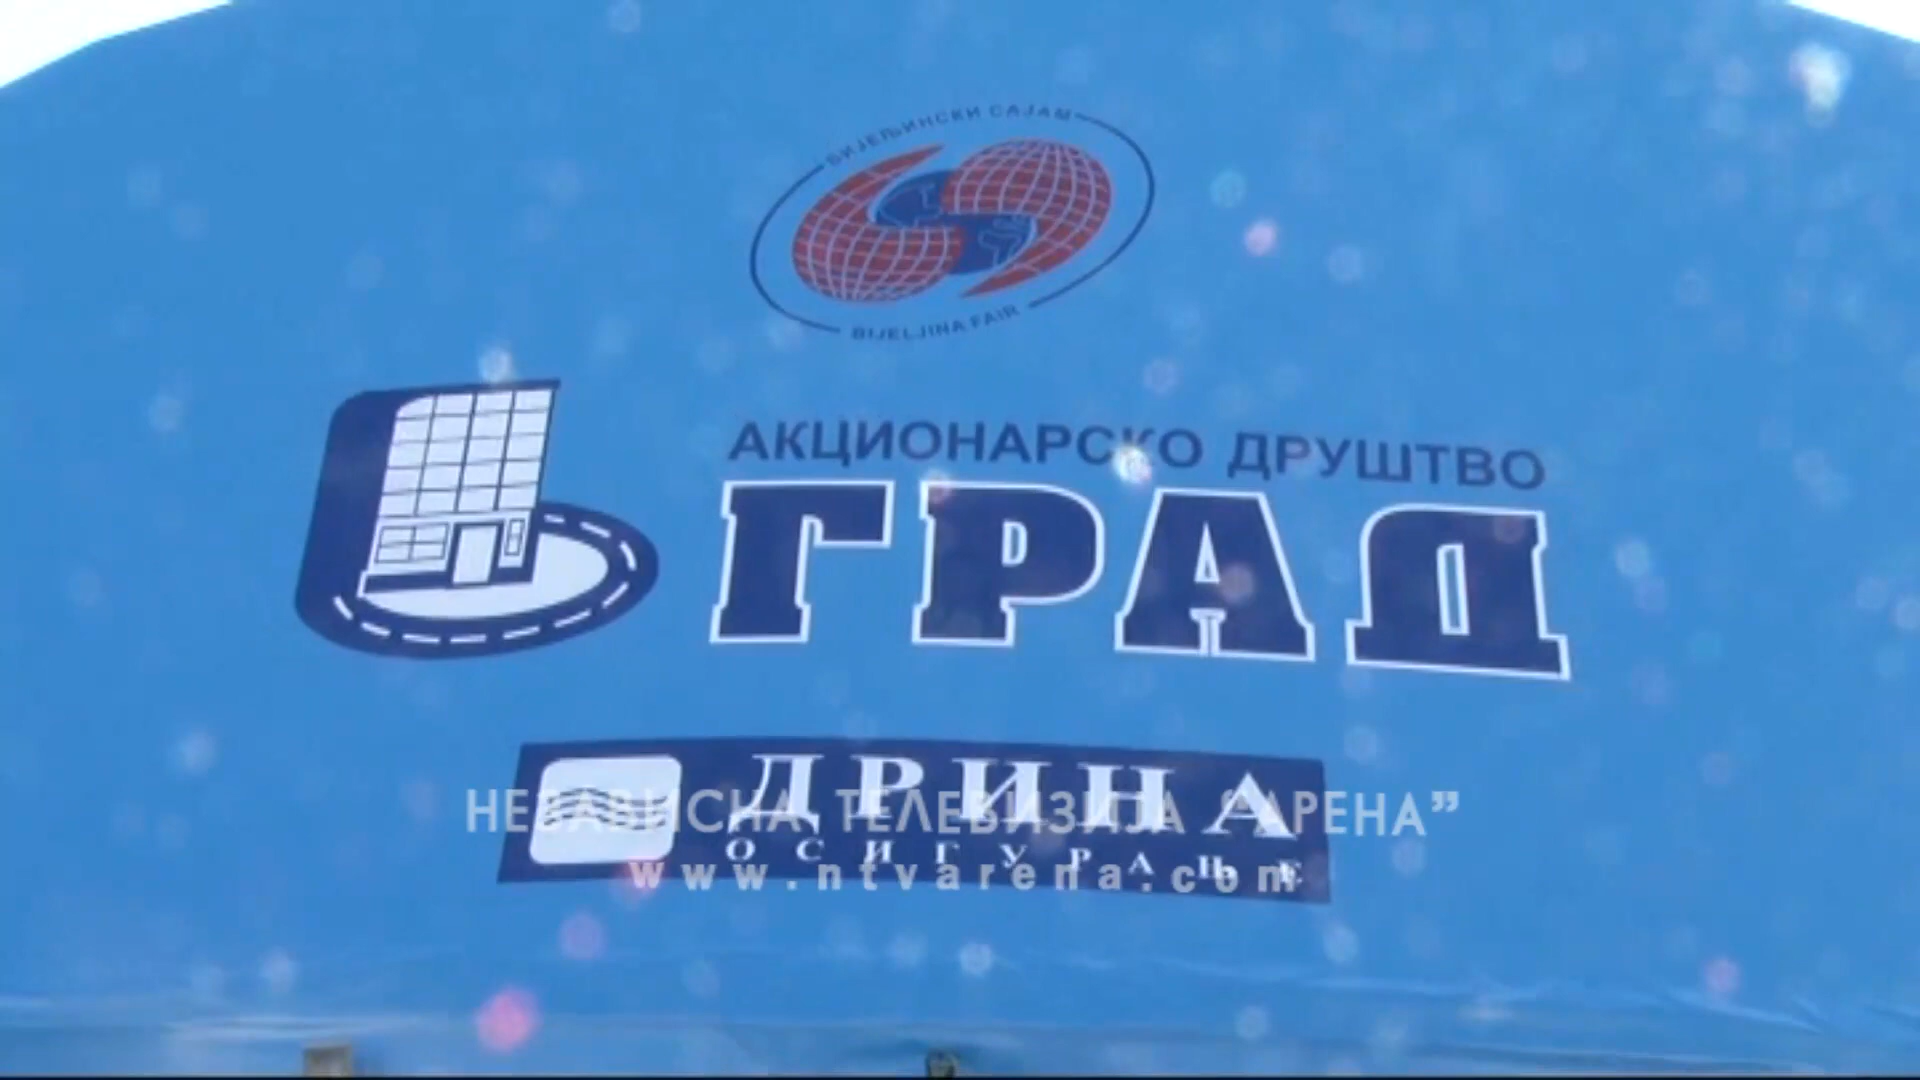 БИЈЕЉИНСКИ САЈАМ
BIJELJINA FAIR
АКЦИОНАРСКО ДРУШТВО
ГРАД
ДРИНА
ОСИГУРАЊЕ
НЕЗАВИСНА ТЕЛЕВИЗИЈА "АРЕНА"
www.ntvarena.com